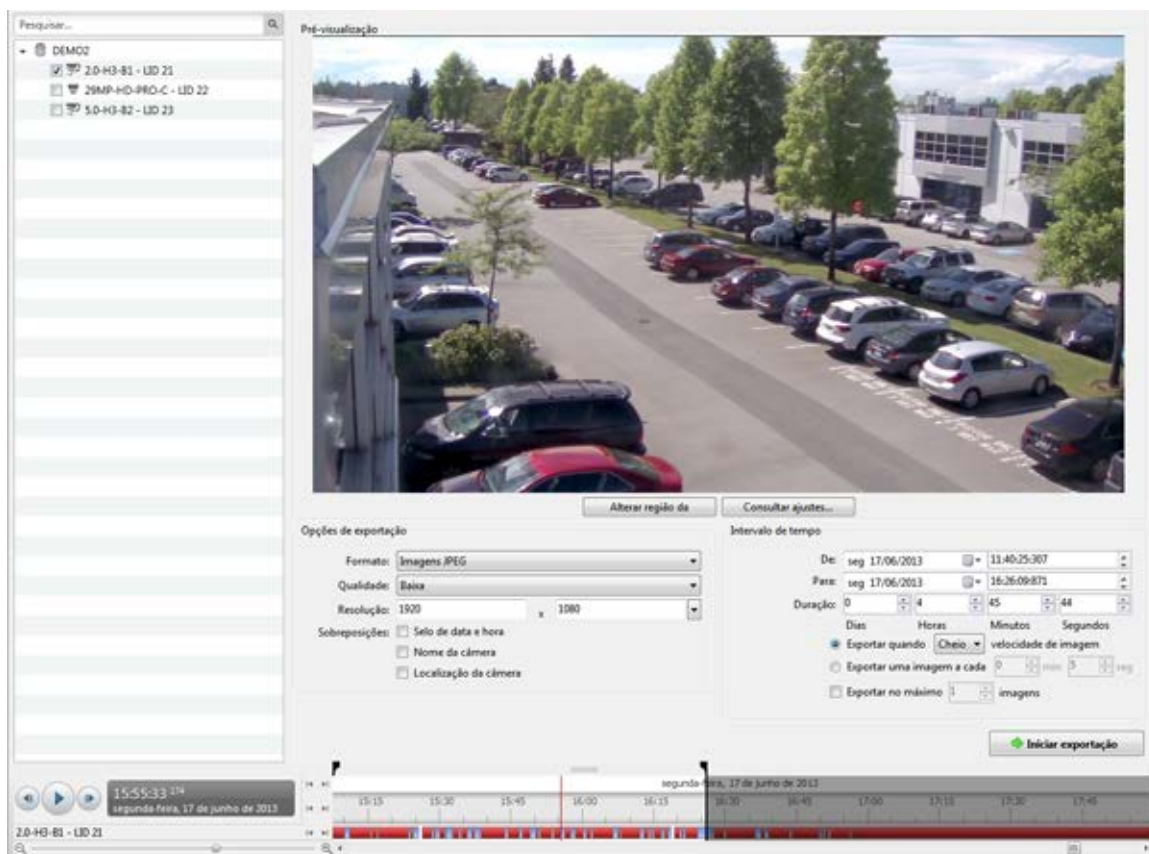 Pesquisar...
DEMO2
2.0-H3-B1 - LID 21
29MP-HD-PRO-C - LID 22
5.0-H3-B2 - LID 23
Pré-visualização
Alterar região da
Consultar ajustes...
Opções de exportação
Formato: Imagens JPEG
Qualidade: Baixa
Resolução: 1920 x 1080
Sobreposições: Selo de data e hora
Nome da câmera
Localização da câmera
Intervalo de tempo
De: seg 17/06/2013 11:40:25:307
Para: seg 17/06/2013 16:26:09:871
Duração: 0 4 45 44
Dias Horas Minutos Segundos
Exportar quando Cheio velocidade de imagem
Exportar uma imagem a cada 0 min 5 seg
Exportar no máximo 1 imagens
Iniciar exportação
15:55:33 174
segunda-feira, 17 de junho de 2013
segunda-feira, 17 de junho de 2013
15:15 15:30 15:45 16:00 16:15 16:30 16:45 17:00 17:15 17:30 17:45
2.0-H3-B1 - LID 21